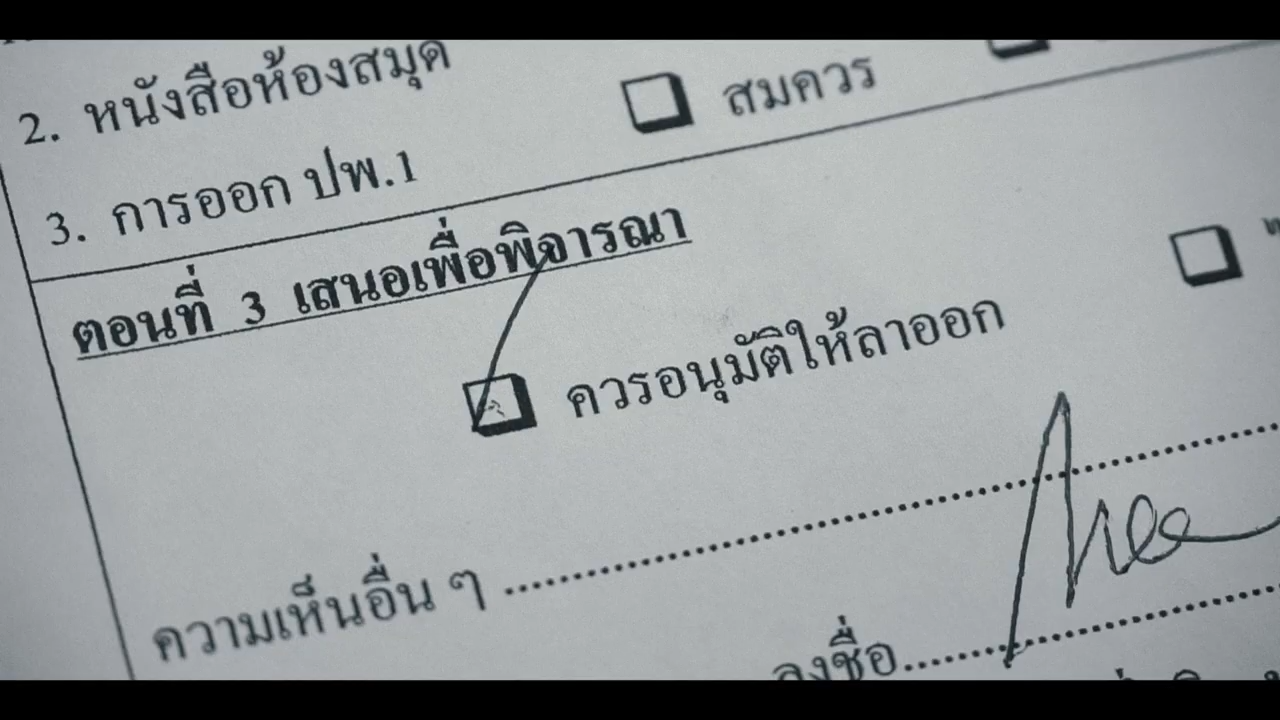 2. หนังสือห้องสมุด
3. การออก ปพ.1
สมควร
ตอนที่ 3 เสนอเพื่อพิจารณา
ควรอนุมัติให้ลาออก
ความเห็นอื่น ๆ
ลงชื่อ